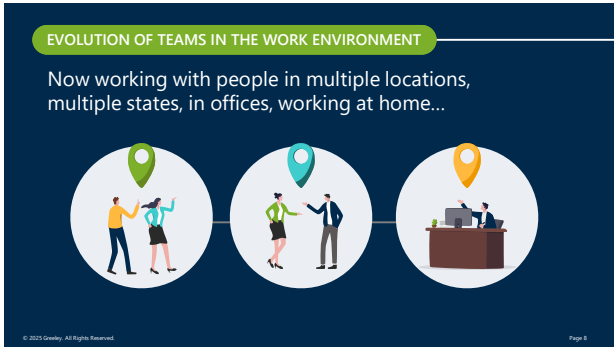 EVOLUTION OF TEAMS IN THE WORK ENVIRONMENT
Now working with people in multiple locations,
multiple states, in offices, working at home...
© 2025 Greeley. All Rights Reserved.
Page 8